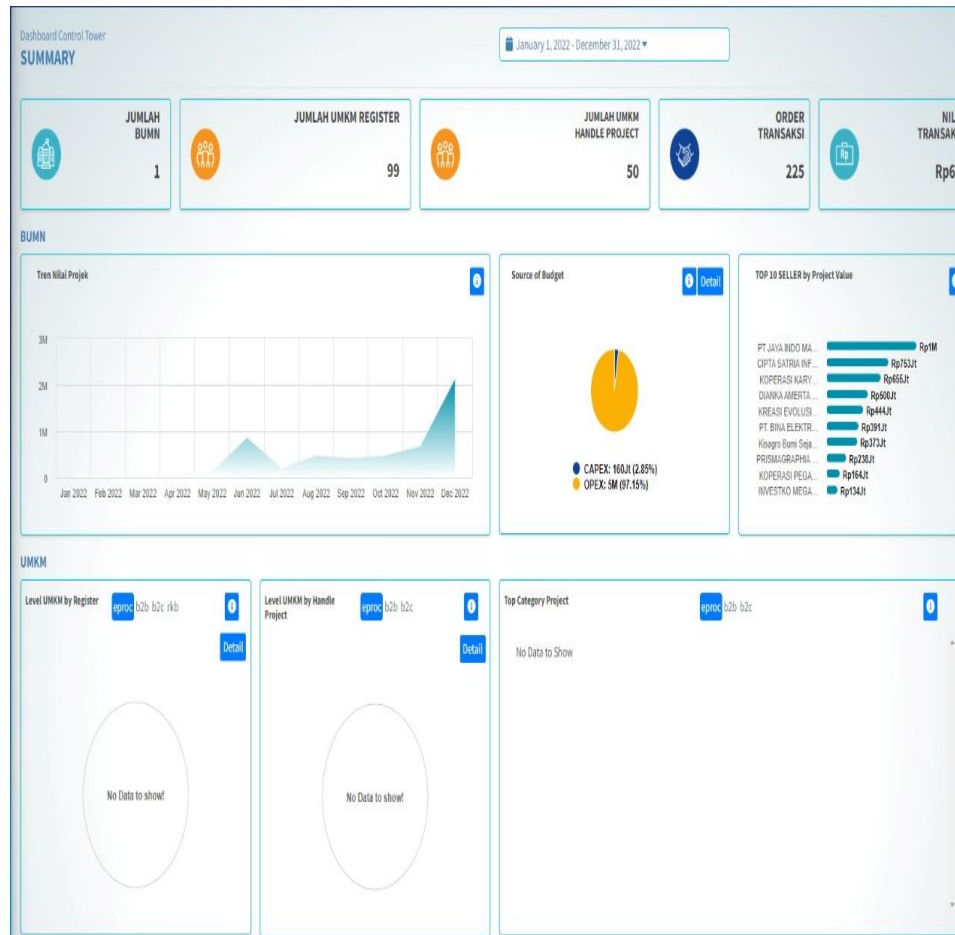 Dashboard Control Tower
SUMMARY
January 1, 2022 - December 31, 2022
JUMLAH
BUMN
1
JUMLAH UMKM REGISTER
99
JUMLAH UMKM
HANDLE PROJECT
50
ORDER
TRANSAKSI
225
Rp
NIL
TRANSAK
Rp6
BUMN
Tren Nilai Projek
3M
2M
1M
0
Jan 2022 Feb 2022 Mar 2022 Apr 2022 May 2022 Jun 2022 Jul 2022 Aug 2022 Sep 2022 Oct 2022 Nov 2022 Dec 2022
Source of Budget
Detail
CAPEX: 160Jt (2.85%)
OPEX: 5M (97.15%)
TOP 10 SELLER by Project Value
PT JAYA INDO MA... Rp1M
CIPTA SATRIA INF... Rp753Jt
KOPERASI KARY... Rp655Jt
DIANKA AMERTA ... Rp500Jt
KREASI EVOLUSI... Rp444Jt
PT. BINA ELEKTR... Rp391Jt
Kisagro Bumi Seja... Rp373Jt
PRISMAGRAPHIA... Rp238Jt
KOPERASI PEGA... Rp164Jt
INVESTKO MEGA... Rp134Jt
UMKM
Level UMKM by Register
eproc b2b b2c rkb
Detail
No Data to show!
Level UMKM by Handle
Project
eproc b2b b2c
Detail
No Data to show!
Top Category Project
eproc b2b b2c
No Data to Show